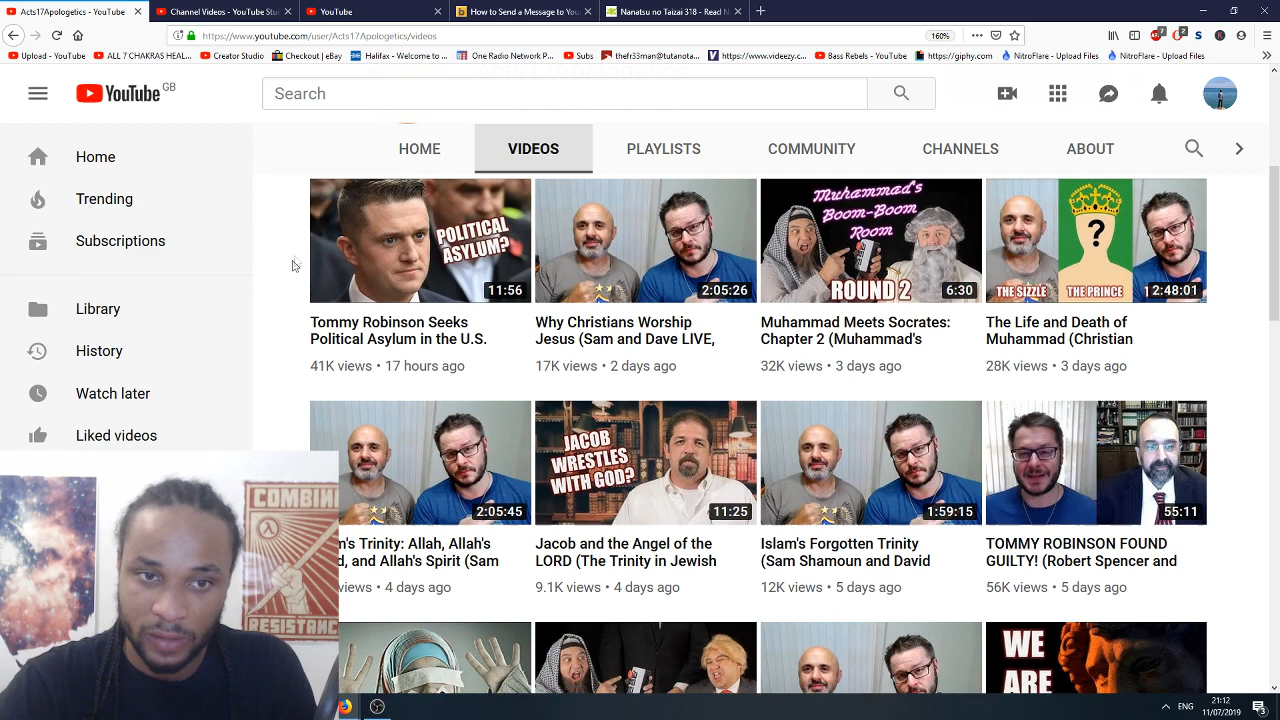 Acts17Apologetics - YouTube
Channel Videos - YouTube Stu
YouTube
How to Send a Message to You
Nanatsu no Taizai 318 - Read N
https://www.youtube.com/user/Acts17Apologetics/videos
160%
Upload - YouTube
ALL 7 CHAKRAS HEAL...
Creator Studio
Checkout | eBay
Halifax - Welcome to ...
One Radio Network P...
Subs
thefr33man@tutanota...
https://www.videezy.c...
Bass Rebels - YouTube
https://giphy.com/
NitroFlare - Upload Files
NitroFlare - Upload Files
YouTube GB
Search
HOME
VIDEOS
PLAYLISTS
COMMUNITY
CHANNELS
ABOUT
Home
Trending
Subscriptions
Library
History
Watch later
Liked videos
POLITICAL
ASYLUM?
11:56
2:05:26
Muhammad's
Boom-Boom
Room
ROUND 2
6:30
?
THE SIZZLE
THE PRINCE
2:48:01
Tommy Robinson Seeks
Political Asylum in the U.S.
41K views • 17 hours ago
Why Christians Worship
Jesus (Sam and Dave LIVE,
17K views • 2 days ago
Muhammad Meets Socrates:
Chapter 2 (Muhammad's
32K views • 3 days ago
The Life and Death of
Muhammad (Christian
28K views • 3 days ago
2:05:45
JACOB
WRESTLES
WITH GOD?
11:25
1:59:15
55:11
n's Trinity: Allah, Allah's
d, and Allah's Spirit (Sam
views • 4 days ago
Jacob and the Angel of the
LORD (The Trinity in Jewish
9.1K views • 4 days ago
Islam's Forgotten Trinity
(Sam Shamoun and David
12K views • 5 days ago
TOMMY ROBINSON FOUND
GUILTY! (Robert Spencer and
56K views • 5 days ago
WE
ARE
COMBIN
RESISTANC
ENG
21:12
11/07/2019
3